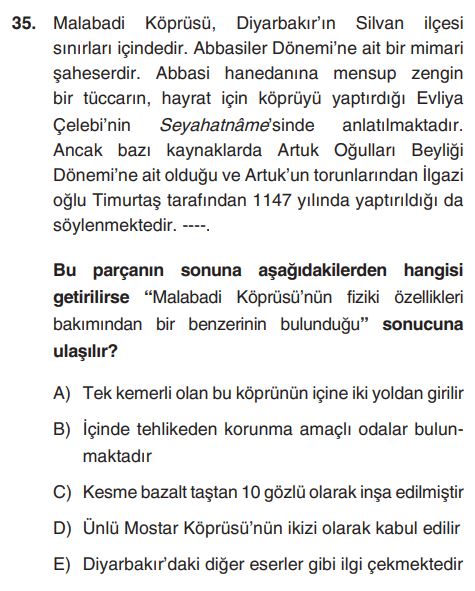 35. Malabadi Köprüsü, Diyarbakır’ın Silvan ilçesi
sınırları içindedir. Abbasiler Dönemi’ne ait bir mimari
şaheserdir. Abbasi hanedanına mensup zengin
bir tüccarın, hayrat için köprüyü yaptırdığı Evliya
Çelebi’nin Seyahatnâme’sinde anlatılmaktadır.
Ancak bazı kaynaklarda Artuk Oğulları Beyliği
Dönemi’ne ait olduğu ve Artuk’un torunlarından İlgazi
oğlu Timurtaş tarafından 1147 yılında yaptırıldığı da
söylenmektedir. ----.
Bu parçanın sonuna aşağıdakilerden hangisi
getirilirse “Malabadi Köprüsü’nün fiziki özellikleri
bakımından bir benzerinin bulunduğu” sonucuna
ulaşılır?
A) Tek kemerli olan bu köprünün içine iki yoldan girilir
B) İçinde tehlikeden korunma amaçlı odalar bulun-
maktadır
C) Kesme bazalt taştan 10 gözlü olarak inşa edilmiştir
D) Ünlü Mostar Köprüsü’nün ikizi olarak kabul edilir
E) Diyarbakır’daki diğer eserler gibi ilgi çekmektedir